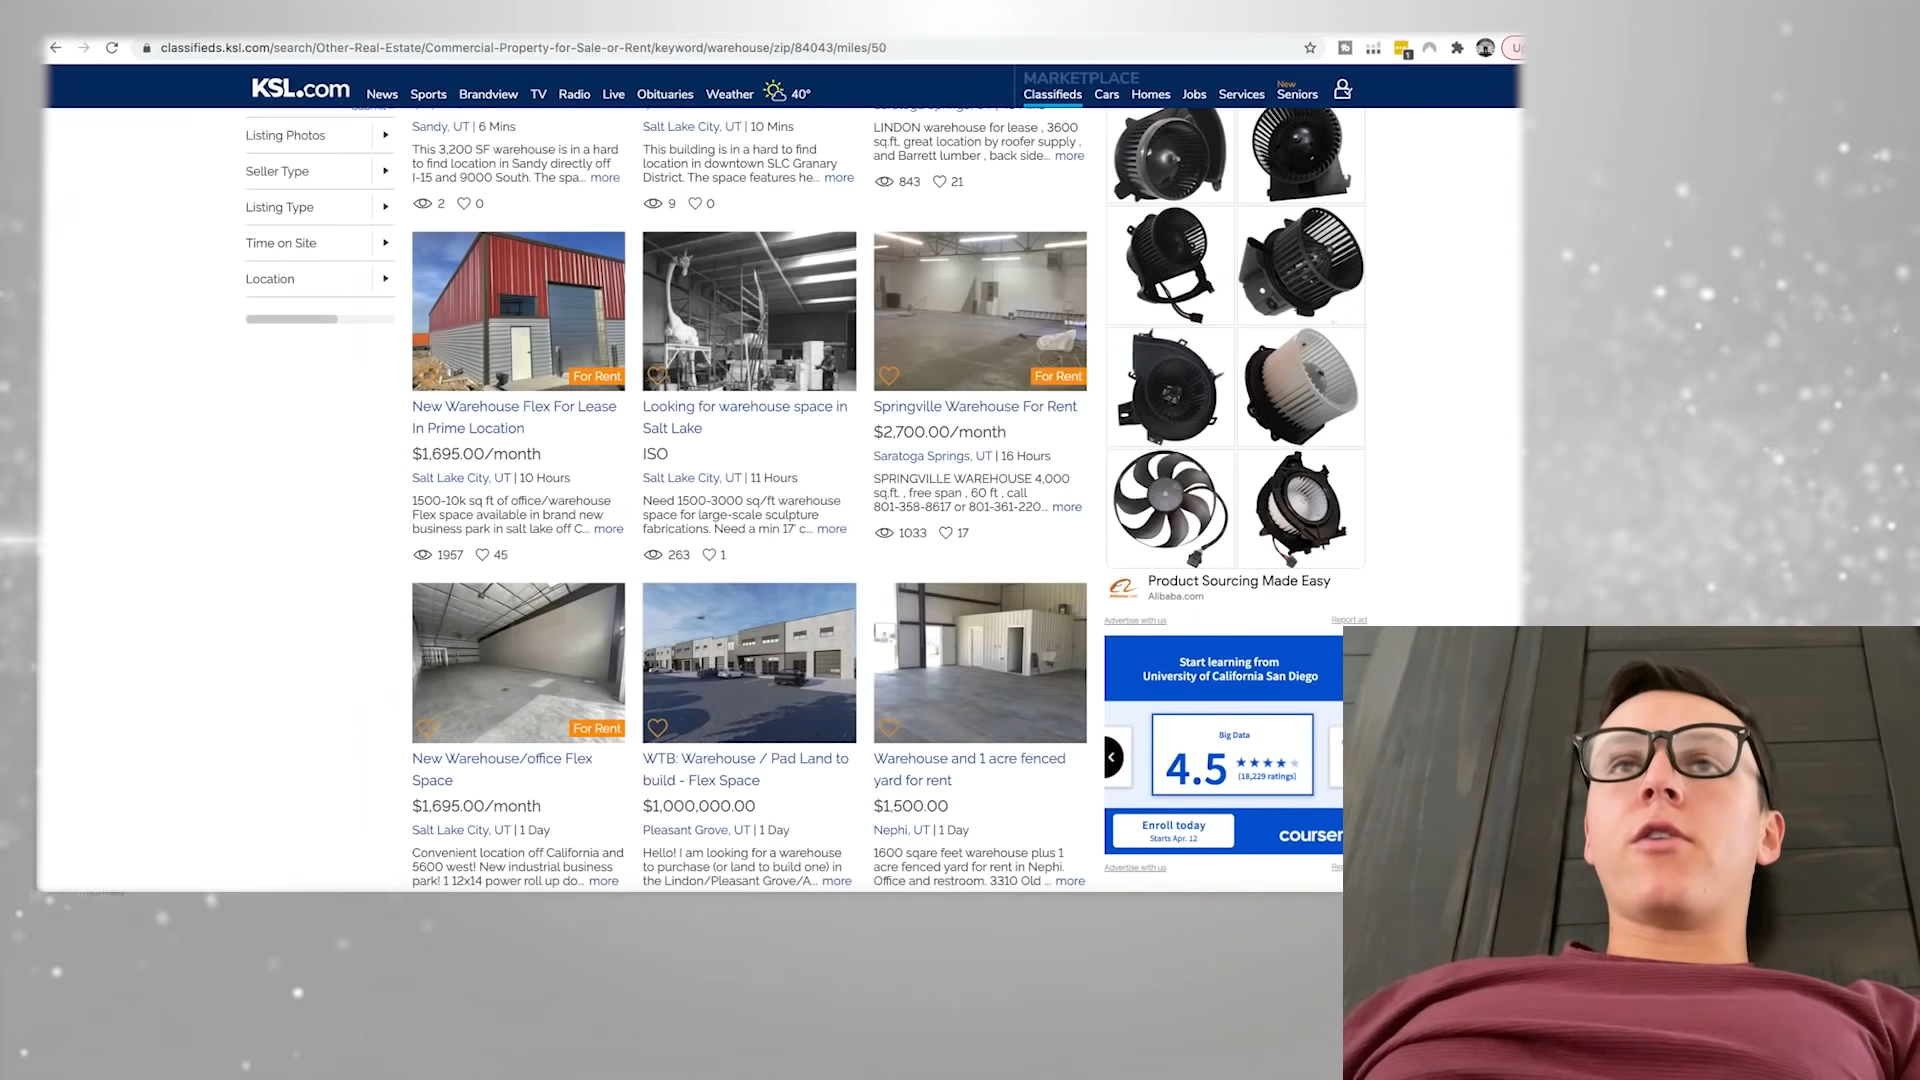 classifieds.ksl.com/search/Other-Real-Estate/Commercial-Property-for-Sale-or-Rent/keyword/warehouse/zip/84043/miles/50
1
KSL.com
News
Sports
Brandview
TV
Radio
Live
Obituaries
Weather
40°
MARKETPLACE
Classifieds
Cars
Homes
Jobs
Services
New
Seniors
Listing Photos
Seller Type
Listing Type
Time on Site
Location
Sandy, UT | 6 Mins
This 3,200 SF warehouse is in a hard
to find location in Sandy directly off
I-15 and 9000 South. The spa... more
2 0
Salt Lake City, UT | 10 Mins
This building is in a hard to find
location in downtown SLC Granary
District. The space features he... more
9 0
LINDON warehouse for lease , 3600
sq.ft, great location by roofer supply ,
and Barrett lumber , back side... more
843 21
For Rent
New Warehouse Flex For Lease
In Prime Location
$1,695.00/month
Salt Lake City, UT | 10 Hours
1500-10k sq ft of office/warehouse
Flex space available in brand new
business park in salt lake off C... more
1957 45
Looking for warehouse space in
Salt Lake
ISO
Salt Lake City, UT | 11 Hours
Need 1500-3000 sq/ft warehouse
space for large-scale sculpture
fabrications. Need a min 17' c... more
263 1
For Rent
Springville Warehouse For Rent
$2,700.00/month
Saratoga Springs, UT | 16 Hours
SPRINGVILLE WAREHOUSE 4,000
sq.ft. , free span , 60 ft , call
801-358-8617 or 801-361-220... more
1033 17
For Rent
New Warehouse/office Flex
Space
$1,695.00/month
Salt Lake City, UT | 1 Day
Convenient location off California and
5600 west! New industrial business
park! 1 12x14 power roll up do... more
WTB: Warehouse / Pad Land to
build - Flex Space
$1,000,000.00
Pleasant Grove, UT | 1 Day
Hello! I am looking for a warehouse
to purchase (or land to build one) in
the Lindon/Pleasant Grove/A... more
Warehouse and 1 acre fenced
yard for rent
$1,500.00
Nephi, UT | 1 Day
1600 sqare feet warehouse plus 1
acre fenced yard for rent in Nephi.
Office and restroom. 3310 Old ... more
Product Sourcing Made Easy
Alibaba.com
Advertise with us
Report ad
Start learning from
University of California San Diego
Big Data
4.5
(18,229 ratings)
Enroll today
Starts Apr. 12
courser
Advertise with us